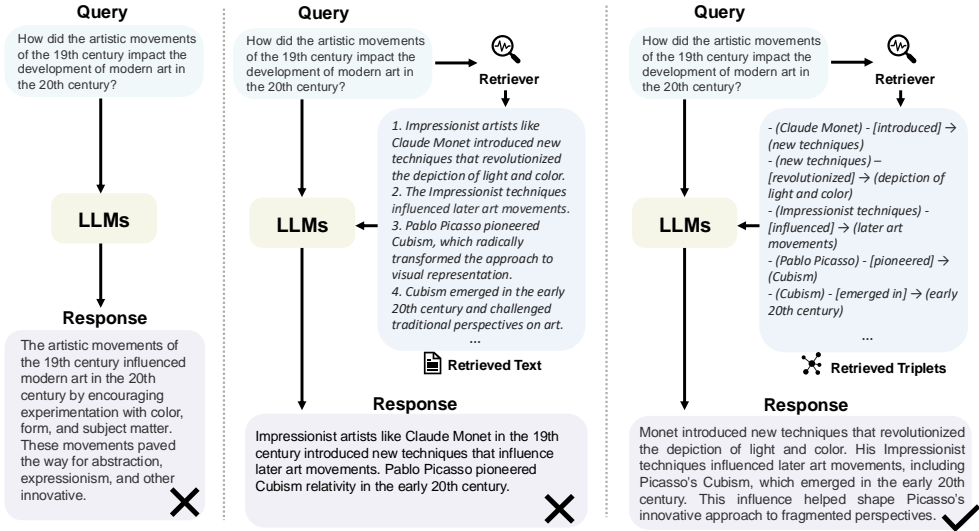 Query
How did the artistic movements
of the 19th century impact the
development of modern art in
the 20th century?
LLMs
Response
The artistic movements of
the 19th century influenced
modern art in the 20th
century by encouraging
experimentation with color,
form, and subject matter.
These movements paved
the way for abstraction,
expressionism, and other
innovative.
Query
How did the artistic movements
of the 19th century impact the
development of modern art in
the 20th century?
Retriever
1. Impressionist artists like
Claude Monet introduced new
techniques that revolutionized
the depiction of light and color.
2. The Impressionist techniques
influenced later art movements.
3. Pablo Picasso pioneered
Cubism, which radically
transformed the approach to
visual representation.
4. Cubism emerged in the early
20th century and challenged
traditional perspectives on art.
...
Retrieved Text
LLMs
Response
Impressionist artists like Claude Monet in the 19th
century introduced new techniques that influence
later art movements. Pablo Picasso pioneered
Cubism relativity in the early 20th century.
Query
How did the artistic movements
of the 19th century impact the
development of modern art in
the 20th century?
Retriever
- (Claude Monet) - [introduced] →
(new techniques)
- (new techniques) –
[revolutionized] → (depiction of
light and color)
- (Impressionist techniques) -
[influenced] → (later art
movements)
- (Pablo Picasso) - [pioneered] →
(Cubism)
- (Cubism) - [emerged in] → (early
20th century)
...
Retrieved Triplets
LLMs
Response
Monet introduced new techniques that revolutionized
the depiction of light and color. His Impressionist
techniques influenced later art movements, including
Picasso's Cubism, which emerged in the early 20th
century. This influence helped shape Picasso's
innovative approach to fragmented perspectives.